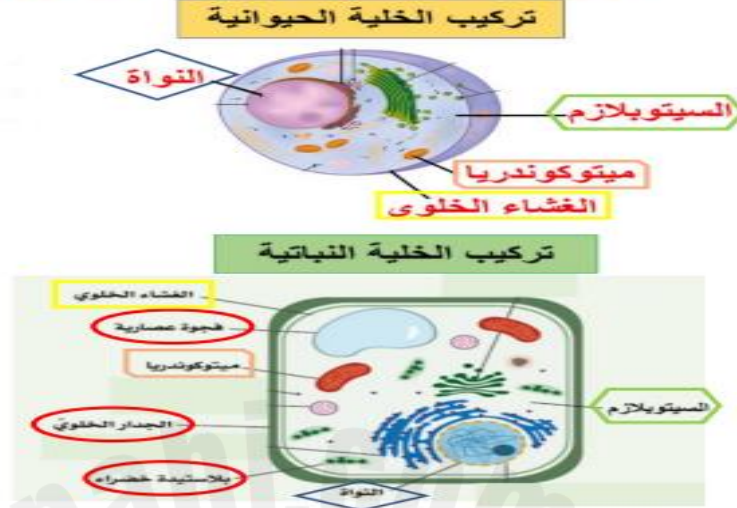 تركيب الخلية الحيوانية
النواة
السيتوبلازم
ميتوكوندريا
الغشاء الخلوى
تركيب الخلية النباتية
الغشاء الخلوي
فجوة عصارية
ميتوكوندريا
السيتوبلازم
الجدار الخلوي
بلاستيدة خضراء
النواة